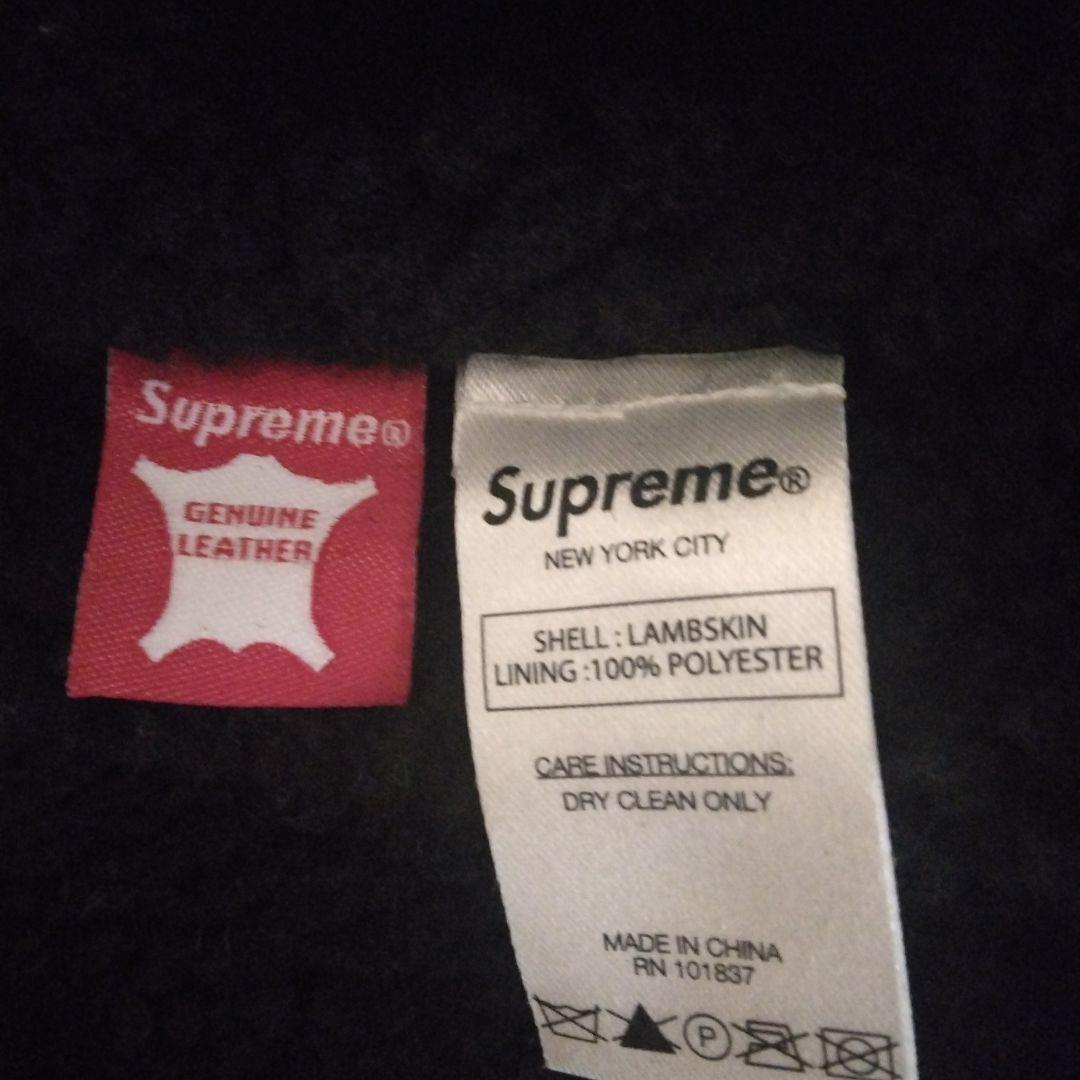 Supreme®
GENUINE
LEATHER
Supreme®
NEW YORK CITY
SHELL : LAMBSKIN
LINING :100% POLYESTER
CARE INSTRUCTIONS:
DRY CLEAN ONLY
MADE IN CHINA
RN 101837
P